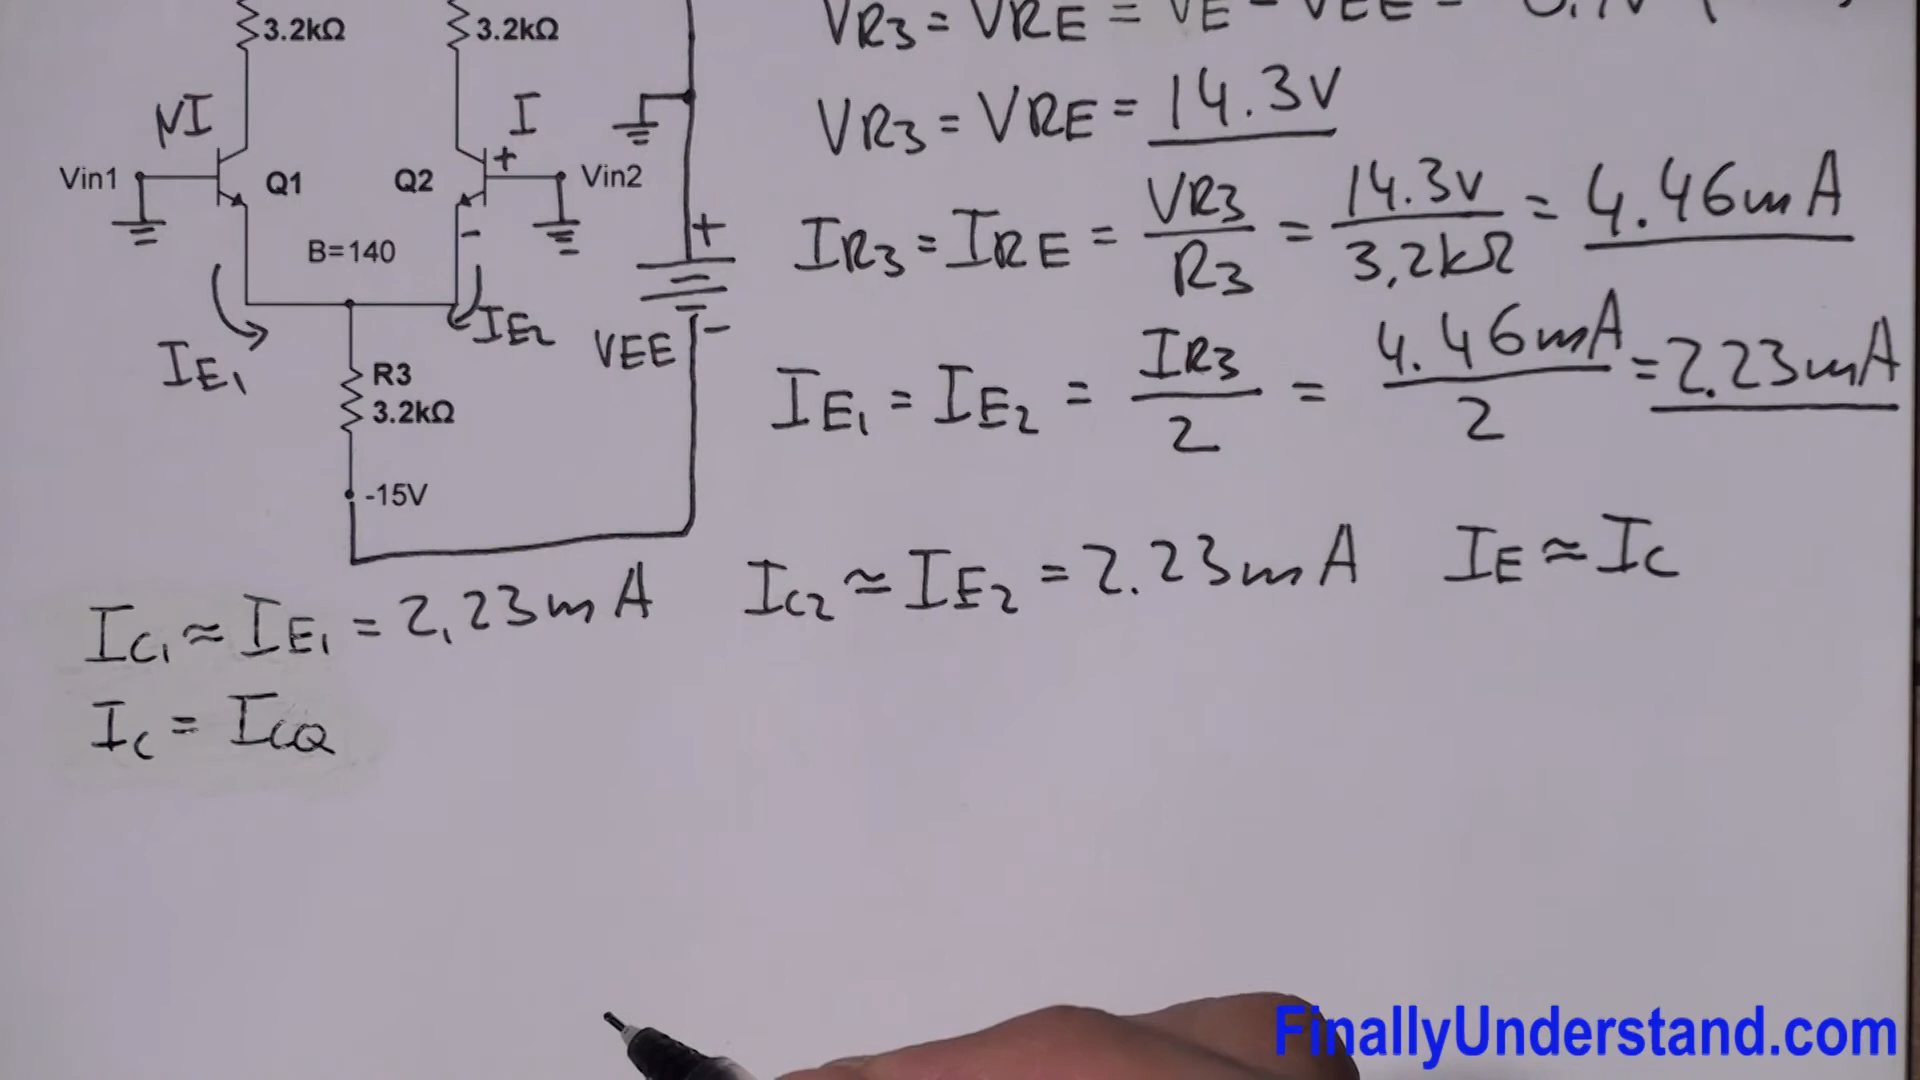 3.2kΩ
3.2kΩ
VR3 = VRE = VE - VEE =
NI
I
VR3 = VRE = 14.3V
Vin1
Q1
Q2
+
Vin2
-
B=140
IR3 = IRE = VR3/R3 = 14.3V/3,2kΩ = 4.46mA
+
IE1
IE2
VEE
-
R3
3.2kΩ
IE1 = IE2 = IR3/2 = 4.46mA/2 = 2.23mA
-15V
IC1 ≈ IE1 = 2,23mA
IC2 ≈ IE2 = 2.23mA
IE ≈ IC
IC = ICQ
FinallyUnderstand.com